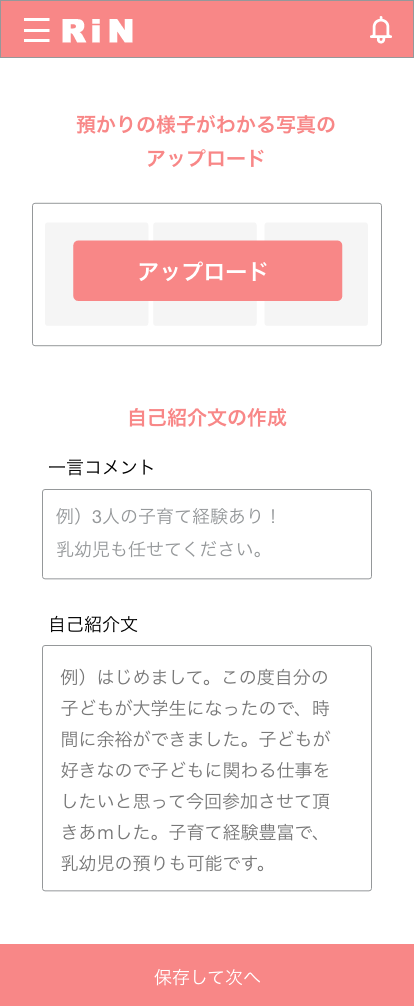 RiN
預かりの様子がわかる写真の
アップロード
アップロード
自己紹介文の作成
一言コメント
例）3人の子育て経験あり！
乳幼児も任せてください。
自己紹介文
例）はじめまして。この度自分の
子どもが大学生になったので、時
間に余裕ができました。子どもが
好きなので子どもに関わる仕事を
したいと思って今回参加させて頂
きあmした。子育て経験豊富で、
乳幼児の預りも可能です。
保存して次へ